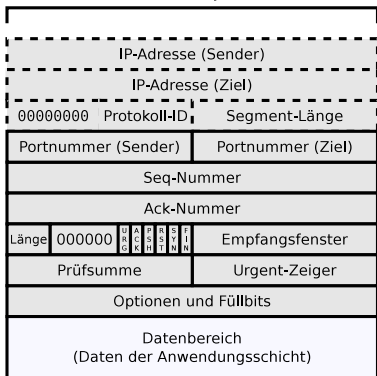 IP-Adresse (Sender)
IP-Adresse (Ziel)
00000000 Protokoll-ID Segment-Länge
Portnummer (Sender) Portnummer (Ziel)
Seq-Nummer
Ack-Nummer
Länge 000000 URG ACK PSH RST SYN FIN Empfangsfenster
Prüfsumme Urgent-Zeiger
Optionen und Füllbits
Datenbereich
(Daten der Anwendungsschicht)